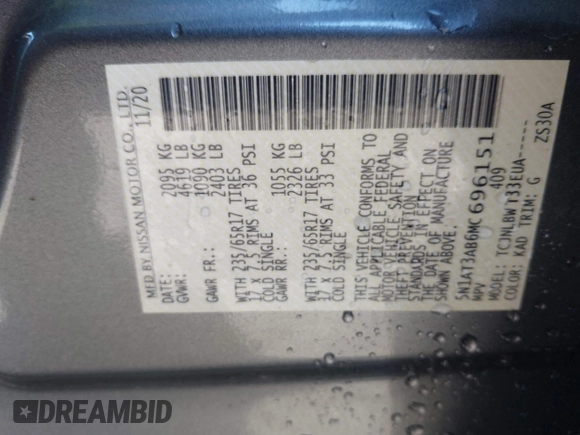 MFD BY NISSAN MOTOR CO., LTD.
11/20
GVWR: 2095 KG
4619 LB
GAWR FR: 1090 KG
2403 LB
WITH 235/65R17 TIRES
17 x 7.5 RIMS AT 36 PSI
COLD SINGLE
GAWR RR: 1055 KG
2326 LB
WITH 235/65R17 TIRES
17 x 7.5 RIMS AT 33 PSI
COLD SINGLE
THIS VEHICLE CONFORMS TO
ALL APPLICABLE FEDERAL
MOTOR VEHICLE SAFETY AND
THEFT PREVENTION
STANDARDS IN EFFECT ON
THE DATE OF MANUFACTURE
SHOWN ABOVE.
5N1AT3AB6MC696151
MPV 409
MODEL: TCJNLBWT33EUA-----
COLOR: KAD TRIM: G ZS30A
DREAMBID